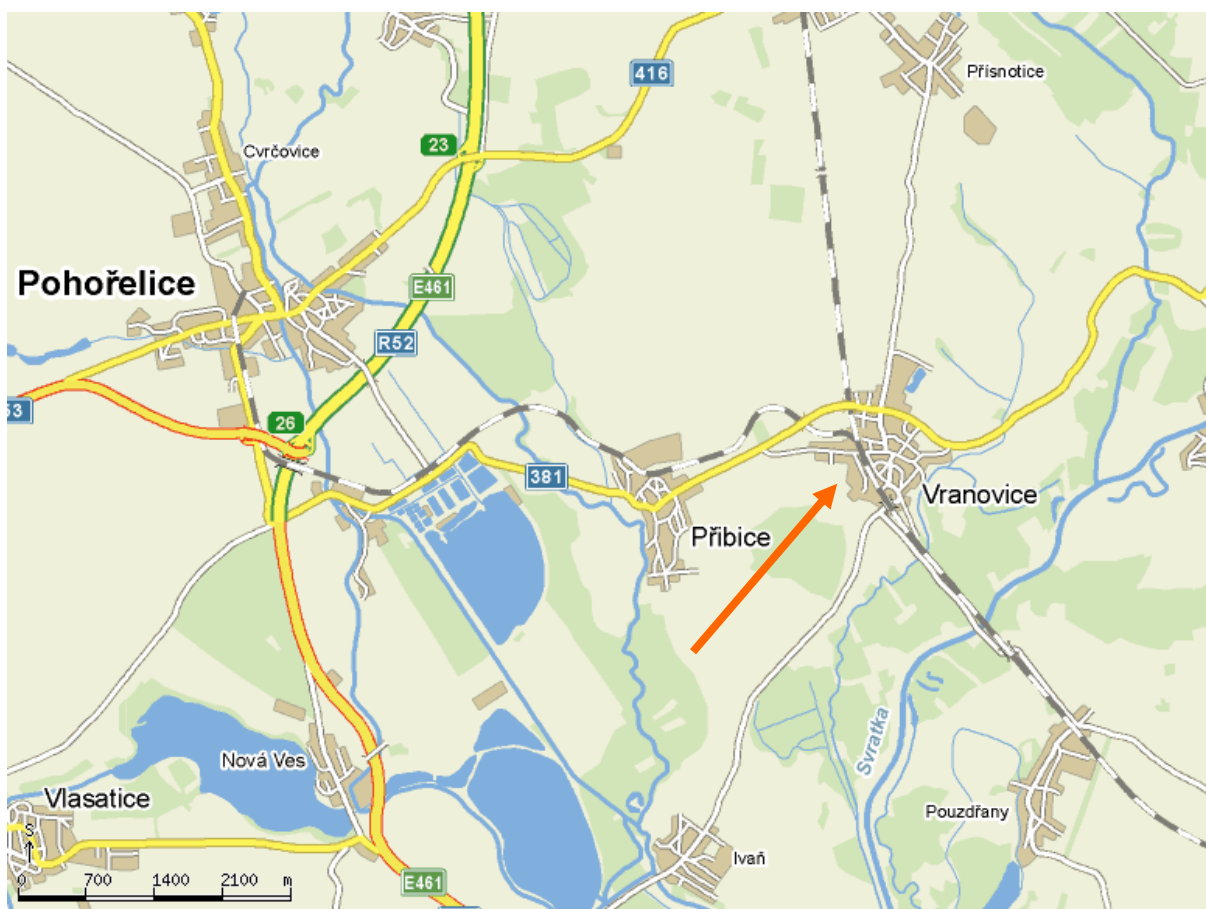 416
Přísnotice
23
Cvrčovice
Pohořelice
E461
R52
53
26
381
Vranovice
Přibice
Svratka
Nová Ves
Vlasatice
Pouzdřany
Ivaň
S
0 700 1400 2100 m
E461